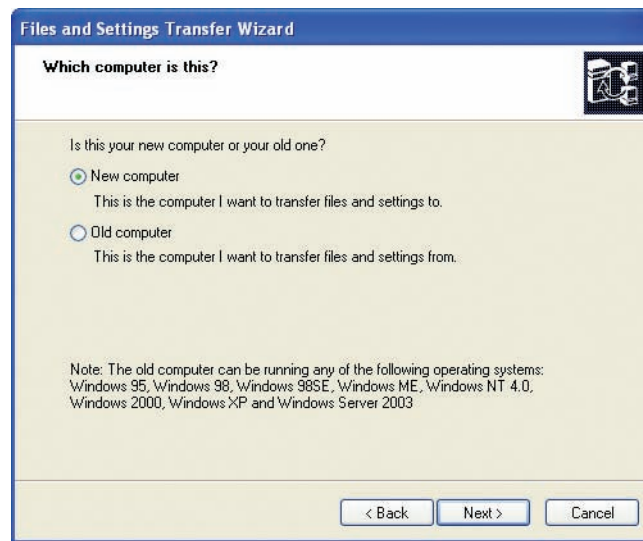 Files and Settings Transfer Wizard
Which computer is this?
Is this your new computer or your old one?
New computer
This is the computer I want to transfer files and settings to.
Old computer
This is the computer I want to transfer files and settings from.
Note: The old computer can be running any of the following operating systems:
Windows 95, Windows 98, Windows 98SE, Windows ME, Windows NT 4.0,
Windows 2000, Windows XP and Windows Server 2003
< Back Next > Cancel